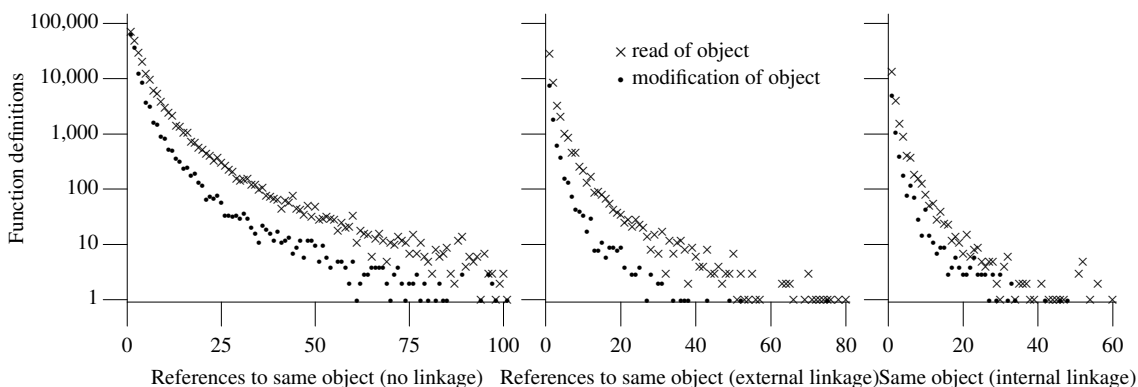 100,000
10,000
1,000
100
10
1
Function definitions
× read of object
• modification of object
0 25 50 75 100
0 20 40 60 80
0 20 40 60
References to same object (no linkage)
References to same object (external linkage)
Same object (internal linkage)